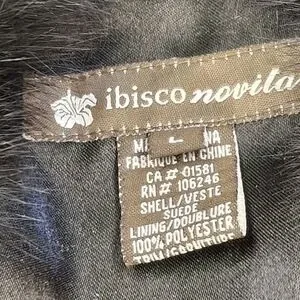 ibisco novita
L
FABRIQUE EN CHINE
CA # 01581
RN # 106246
SHELL/VESTE
SUEDE
LINING/DOUBLURE
100% POLYESTER